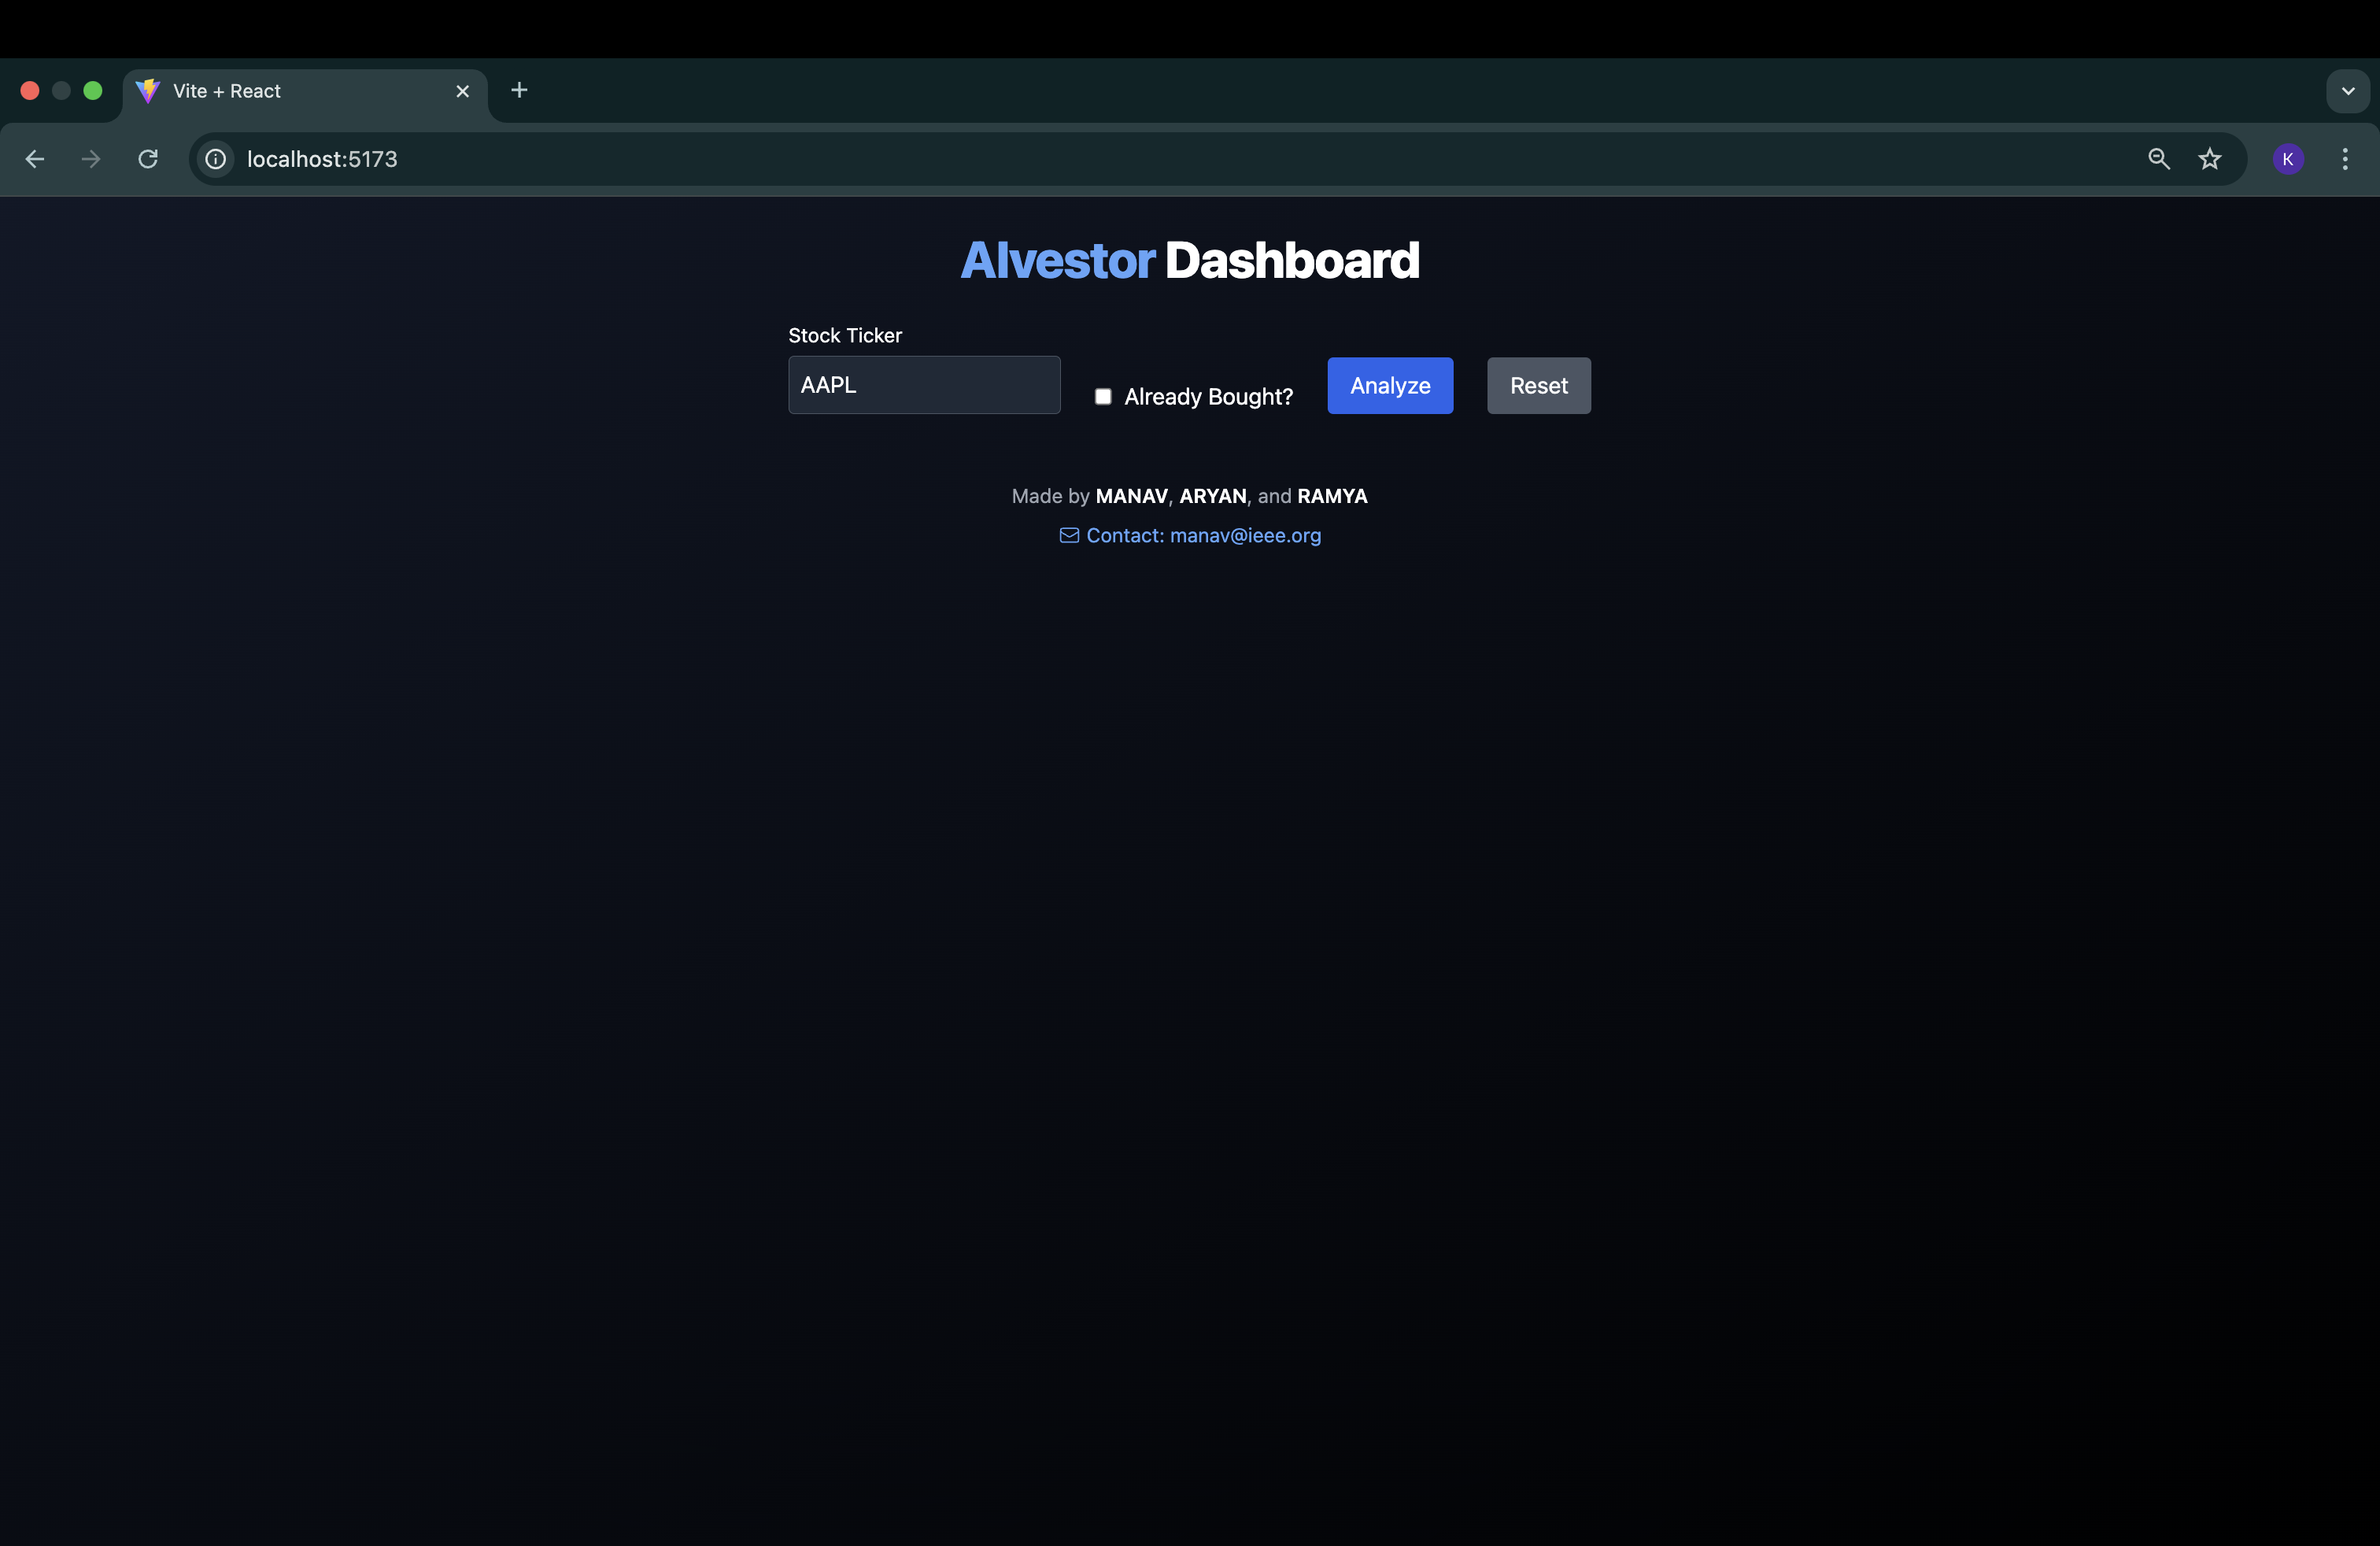 Vite + React
localhost:5173
K
AIvestor Dashboard
Stock Ticker
AAPL
Already Bought?
Analyze
Reset
Made by MANAV, ARYAN, and RAMYA
Contact: manav@ieee.org